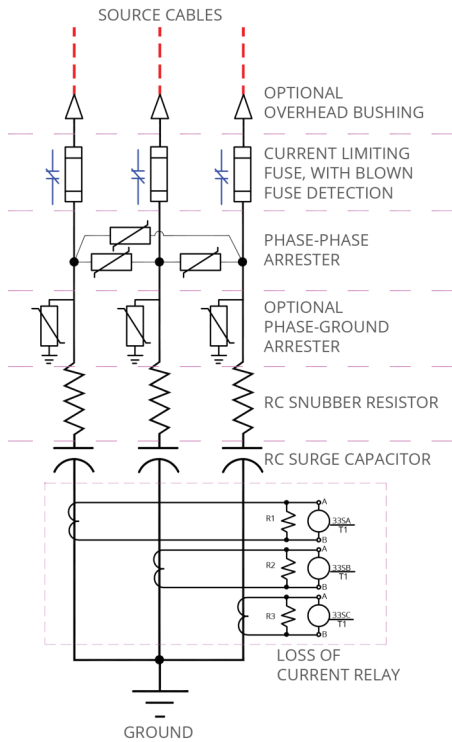 SOURCE CABLES
OPTIONAL
OVERHEAD BUSHING
CURRENT LIMITING
FUSE, WITH BLOWN
FUSE DETECTION
PHASE-PHASE
ARRESTER
OPTIONAL
PHASE-GROUND
ARRESTER
RC SNUBBER RESISTOR
RC SURGE CAPACITOR
A
R1
33SA
T1
B
A
R2
33SB
T1
B
A
R3
33SC
T1
B
LOSS OF
CURRENT RELAY
GROUND